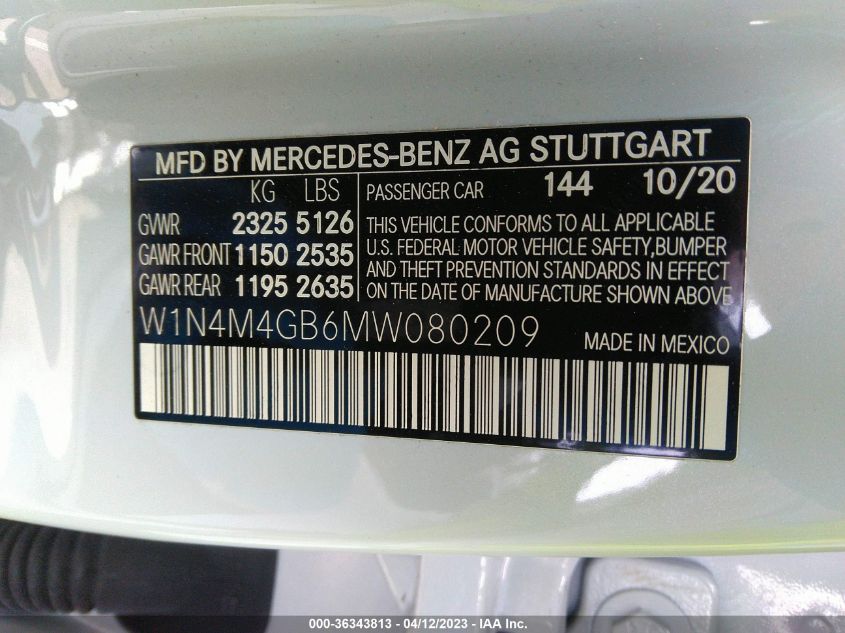 MFD BY MERCEDES-BENZ AG STUTTGART
KG LBS
GVWR 2325 5126
GAWR FRONT 1150 2535
GAWR REAR 1195 2635
PASSENGER CAR 144 10/20
THIS VEHICLE CONFORMS TO ALL APPLICABLE
U.S. FEDERAL MOTOR VEHICLE SAFETY,BUMPER
AND THEFT PREVENTION STANDARDS IN EFFECT
ON THE DATE OF MANUFACTURE SHOWN ABOVE
W1N4M4GB6MW080209
MADE IN MEXICO
000-36343813 - 04/12/2023 - IAA Inc.